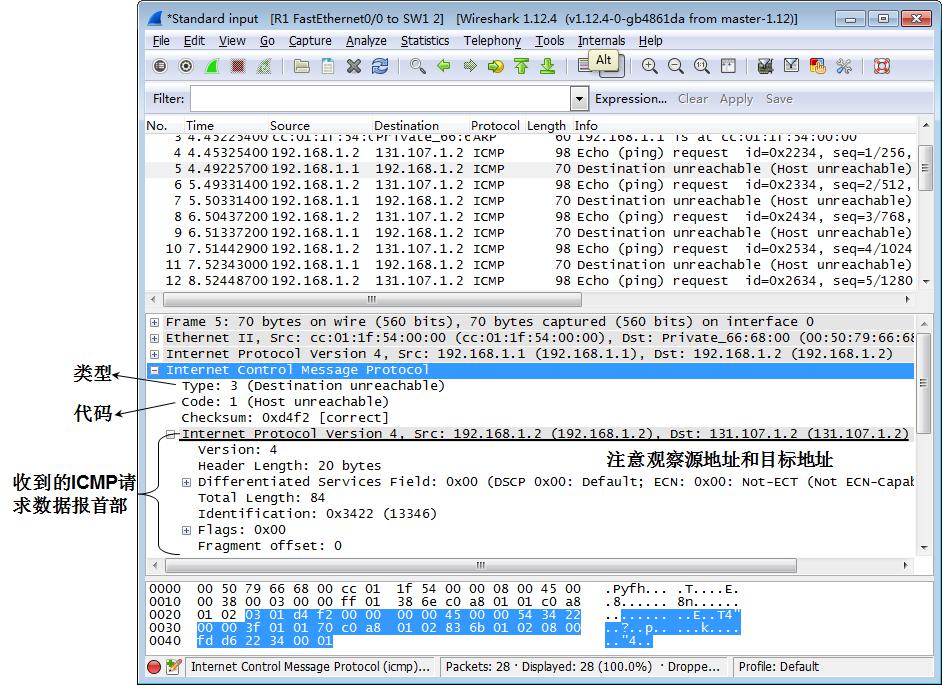 *Standard input [R1 FastEthernet0/0 to SW1 2] [Wireshark 1.12.4 (v1.12.4-0-gb4861da from master-1.12)]
File Edit View Go Capture Analyze Statistics Telephony Tools Internals Help
Alt
Filter: Expression... Clear Apply Save
No. Time Source Destination Protocol Length Info
3 4.45225400 cc:01:1f:54:0 Private_66:6 ARP 60 192.168.1.1 is at cc:01:1f:54:00:00
4 4.45325400 192.168.1.2 131.107.1.2 ICMP 98 Echo (ping) request id=0x2234, seq=1/256,
5 4.49225700 192.168.1.1 192.168.1.2 ICMP 70 Destination unreachable (Host unreachable)
6 5.49331400 192.168.1.2 131.107.1.2 ICMP 98 Echo (ping) request id=0x2334, seq=2/512,
7 5.50331400 192.168.1.1 192.168.1.2 ICMP 70 Destination unreachable (Host unreachable)
8 6.50437200 192.168.1.2 131.107.1.2 ICMP 98 Echo (ping) request id=0x2434, seq=3/768,
9 6.51337200 192.168.1.1 192.168.1.2 ICMP 70 Destination unreachable (Host unreachable)
10 7.51442900 192.168.1.2 131.107.1.2 ICMP 98 Echo (ping) request id=0x2534, seq=4/1024
11 7.52343000 192.168.1.1 192.168.1.2 ICMP 70 Destination unreachable (Host unreachable)
12 8.52448700 192.168.1.2 131.107.1.2 ICMP 98 Echo (ping) request id=0x2634, seq=5/1280
Frame 5: 70 bytes on wire (560 bits), 70 bytes captured (560 bits) on interface 0
Ethernet II, Src: cc:01:1f:54:00:00 (cc:01:1f:54:00:00), Dst: Private_66:68:00 (00:50:79:66:68
Internet Protocol Version 4, Src: 192.168.1.1 (192.168.1.1), Dst: 192.168.1.2 (192.168.1.2)
Internet Control Message Protocol
类型
Type: 3 (Destination unreachable)
代码
Code: 1 (Host unreachable)
Checksum: 0xd4f2 [correct]
Internet Protocol Version 4, Src: 192.168.1.2 (192.168.1.2), Dst: 131.107.1.2 (131.107.1.2)
Version: 4
注意观察源地址和目标地址
Header Length: 20 bytes
收到的ICMP请
求数据报首部
Differentiated Services Field: 0x00 (DSCP 0x00: Default; ECN: 0x00: Not-ECT (Not ECN-Capab
Total Length: 84
Identification: 0x3422 (13346)
Flags: 0x00
Fragment offset: 0
0000 00 50 79 66 68 00 cc 01 1f 54 00 00 08 00 45 00 .Pyfh... .T....E.
0010 00 38 00 03 00 00 ff 01 38 6e c0 a8 01 01 c0 a8 .8...... 8n......
0020 01 02 03 01 d4 f2 00 00 00 00 45 00 00 54 34 22 ........ ..E..T4"
0030 00 00 3f 01 01 70 c0 a8 01 02 83 6b 01 02 08 00 ..?..p.. ...k....
0040 fd d6 22 34 00 01 .."4..
Internet Control Message Protocol (icmp)... Packets: 28 · Displayed: 28 (100.0%) · Droppe... Profile: Default